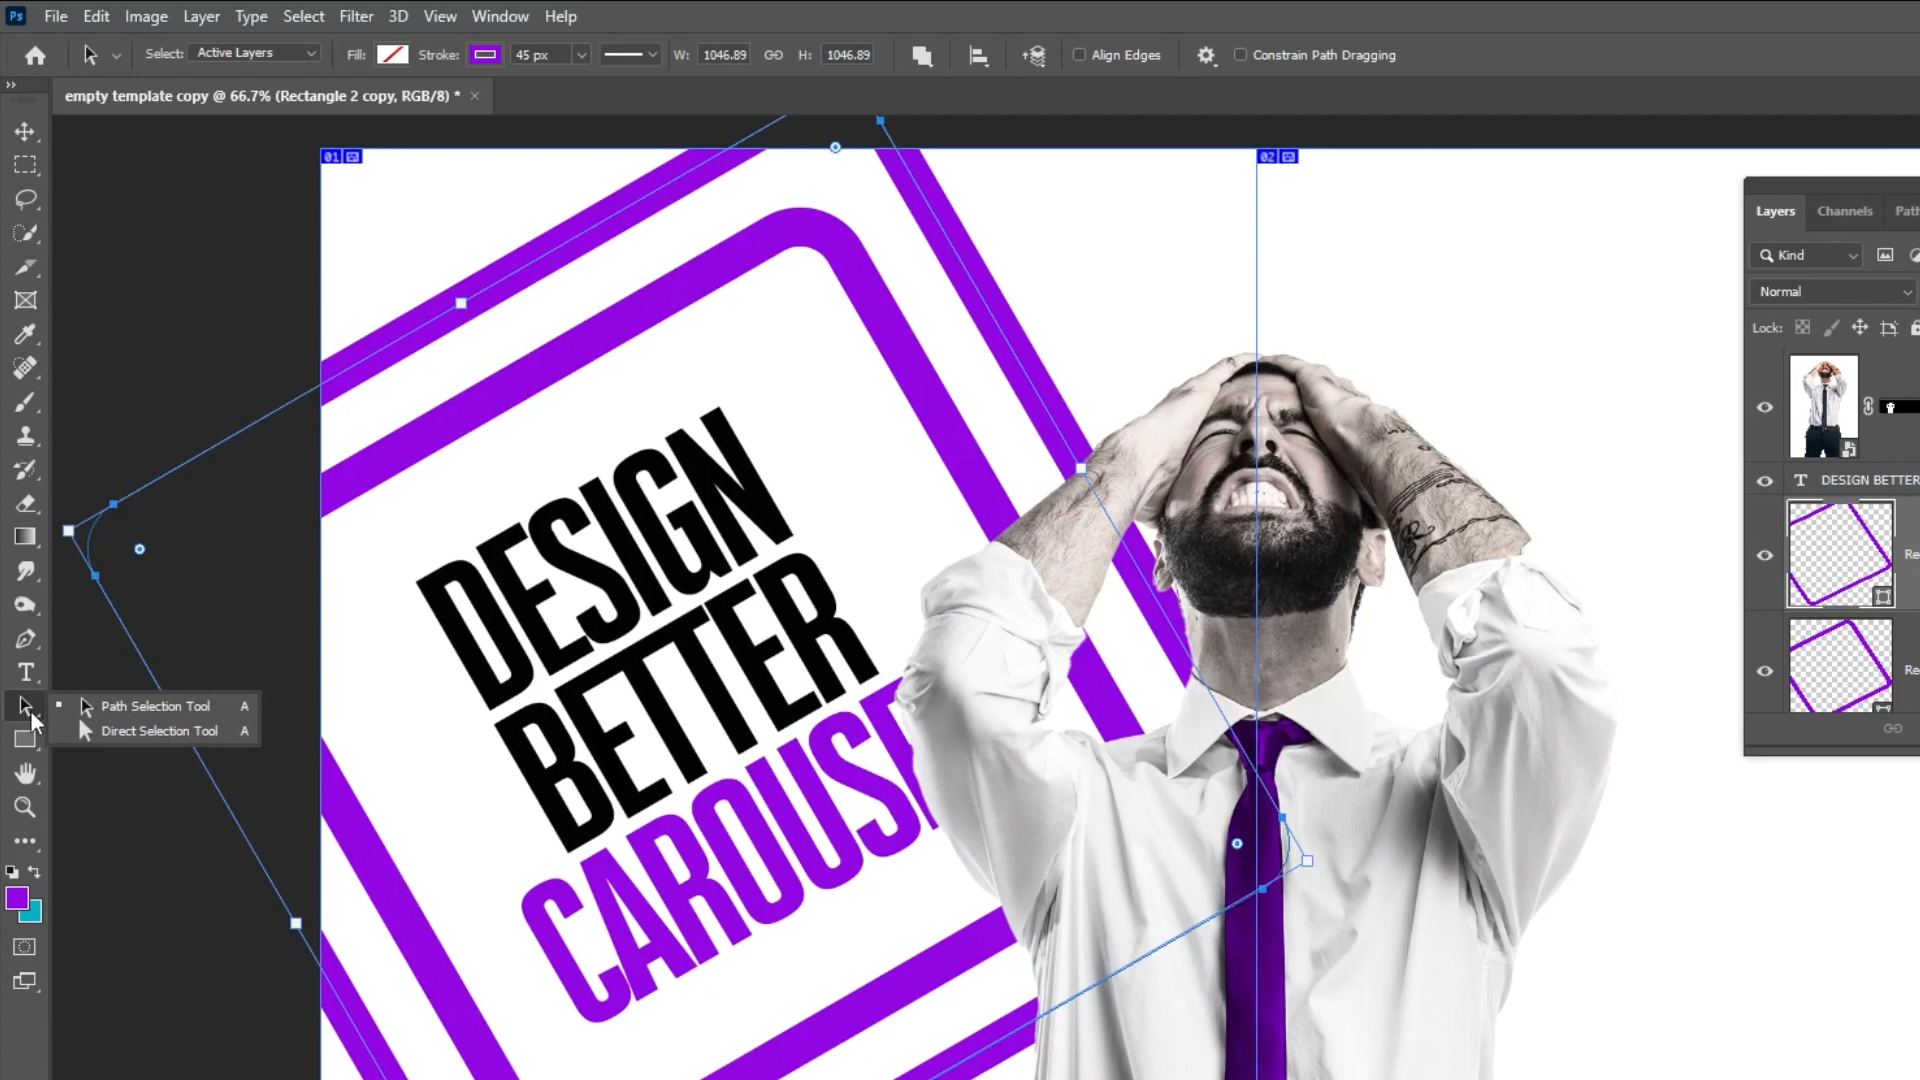 Ps File Edit Image Layer Type Select Filter 3D View Window Help
Select: Active Layers Fill: Stroke: 45 px W: 1046.89 H: 1046.89 Align Edges Constrain Path Dragging
empty template copy @ 66.7% (Rectangle 2 copy, RGB/8) * ×
01
02
Layers Channels Path
Kind
Normal
Lock:
T DESIGN BETTER
Re
Re
Path Selection Tool A
Direct Selection Tool A
DESIGN
BETTER
CAROUSE